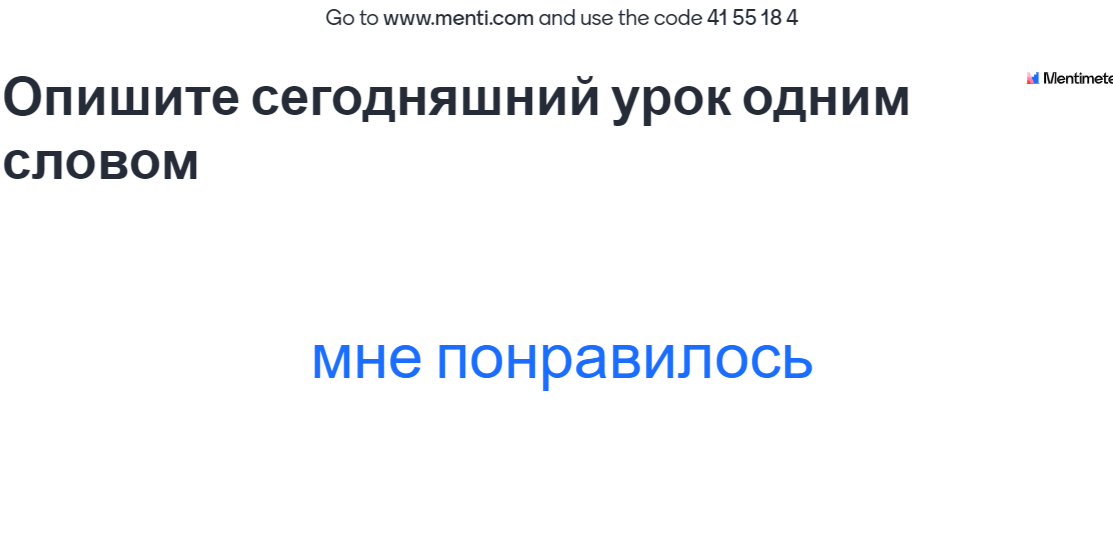 Go to www.menti.com and use the code 41 55 18 4
Mentimete
Опишите сегодняшний урок одним
словом
мне понравилось